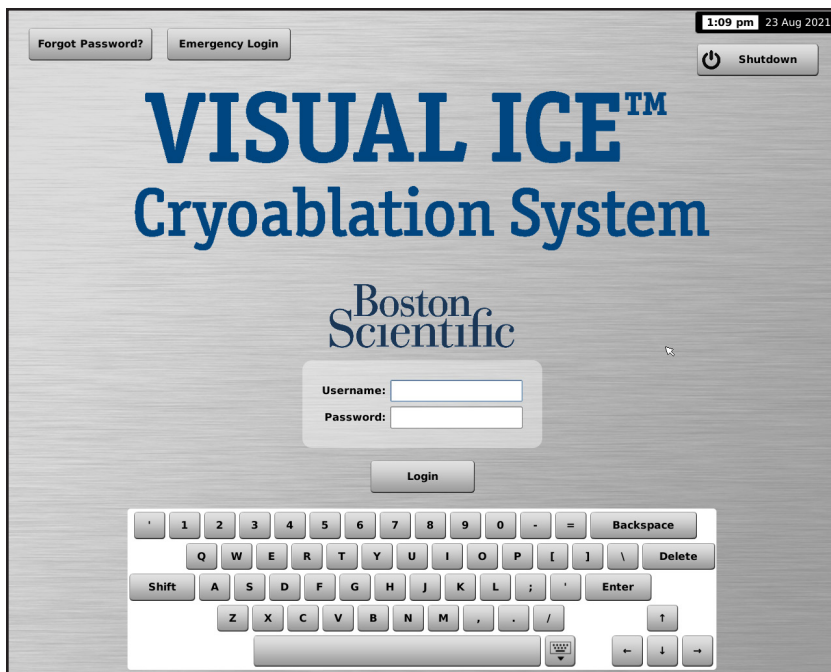 1:09 pm 23 Aug 2021
Forgot Password? Emergency Login
Shutdown
VISUAL ICE™
Cryoablation System
Boston
Scientific
Username:
Password:
Login
' 1 2 3 4 5 6 7 8 9 0 - = Backspace
Q W E R T Y U I O P [ ] \ Delete
Shift A S D F G H J K L ; ' Enter
Z X C V B N M , . / ↑
← ↓ →